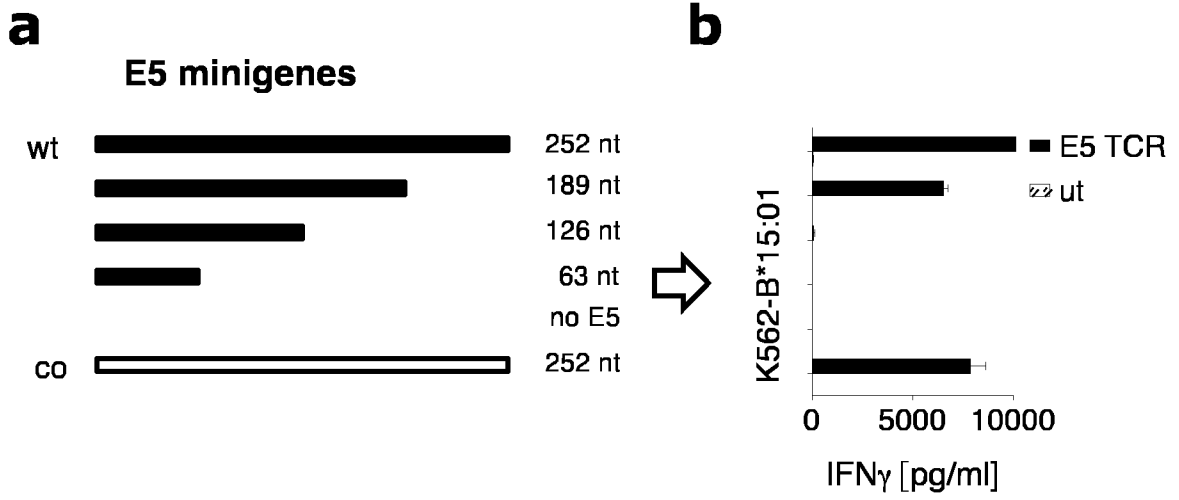 a
E5 minigenes
wt
252 nt
189 nt
126 nt
63 nt
no E5
co
252 nt
b
K562-B*15:01
E5 TCR
ut
0 5000 10000
IFNγ [pg/ml]